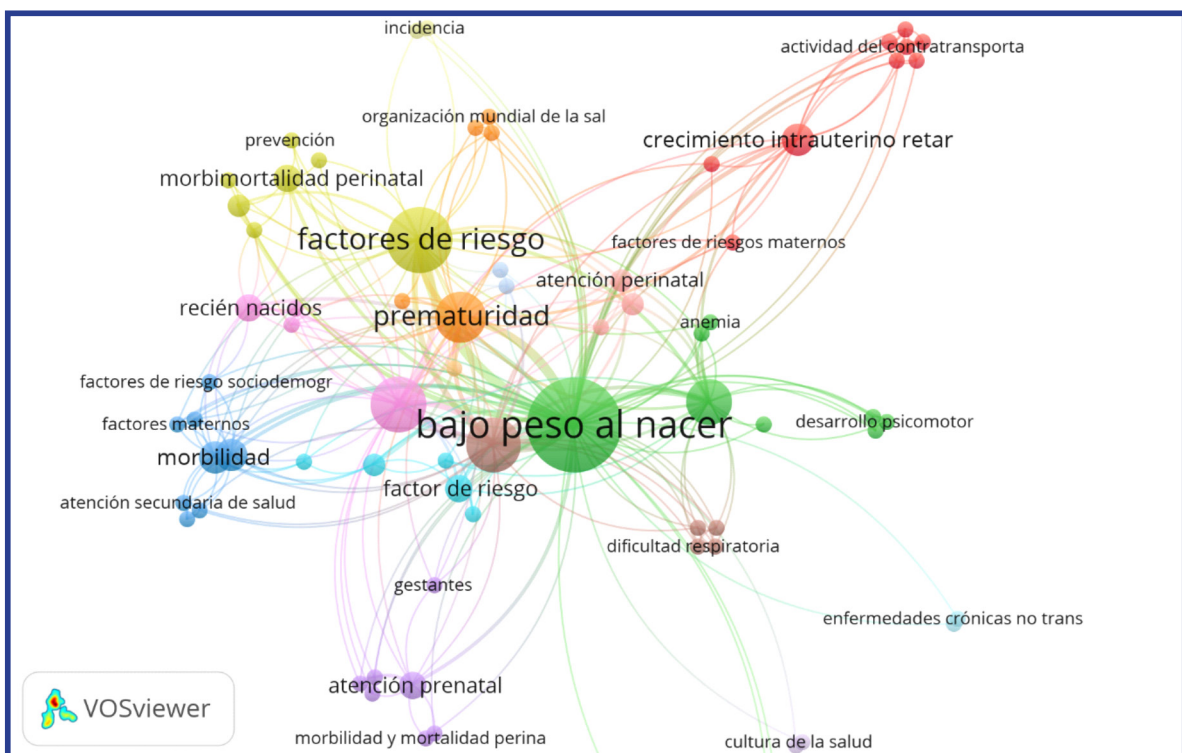 incidencia
actividad del contratransporta
organización mundial de la sal
prevención
crecimiento intrauterino retar
morbimortalidad perinatal
factores de riesgo
factores de riesgos maternos
atención perinatal
recién nacidos
prematuridad
anemia
factores de riesgo sociodemogr
factores maternos
bajo peso al nacer
desarrollo psicomotor
morbilidad
factor de riesgo
atención secundaria de salud
dificultad respiratoria
gestantes
enfermedades crónicas no trans
atención prenatal
VOSviewer
morbilidad y mortalidad perina
cultura de la salud